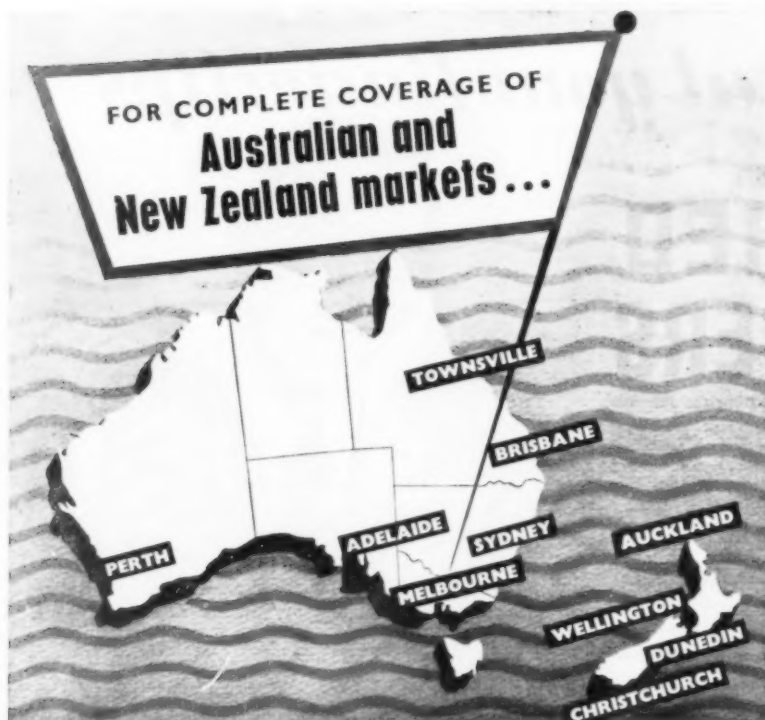 FOR COMPLETE COVERAGE OF
Australian and
New Zealand markets...
TOWNSVILLE
BRISBANE
PERTH
ADELAIDE
SYDNEY
MELBOURNE
AUCKLAND
WELLINGTON
DUNEDIN
CHRISTCHURCH